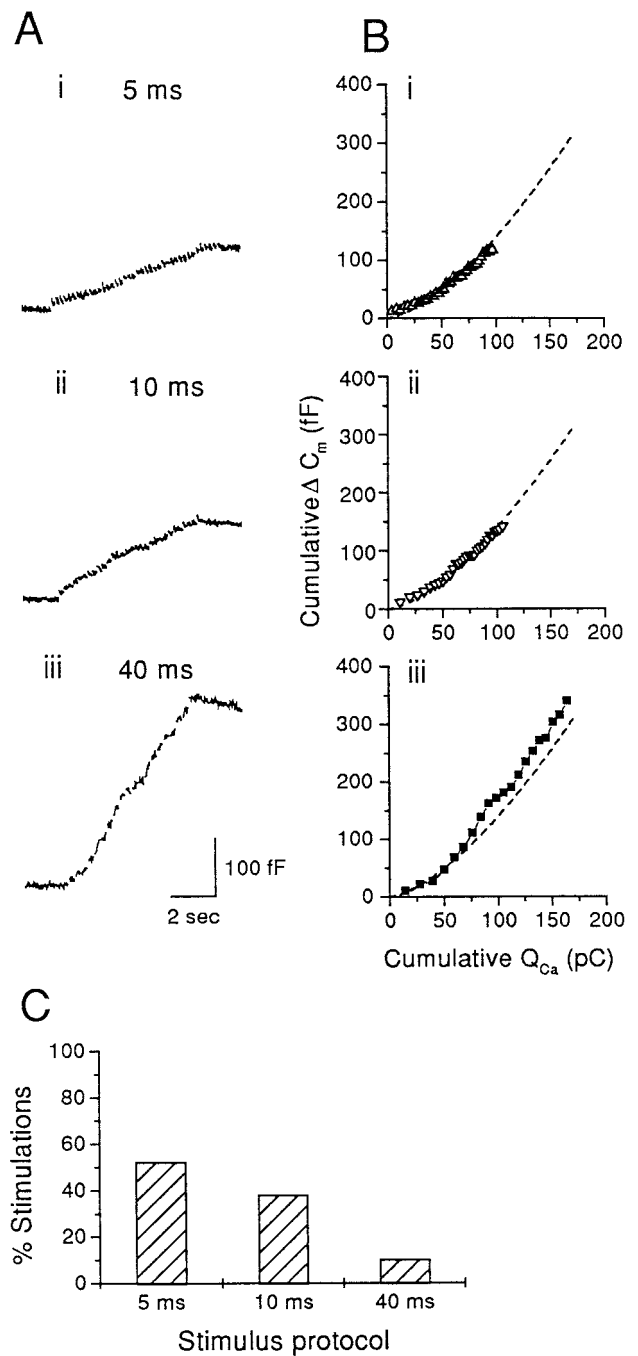 A
B
i 5 ms
i
400
300
200
100
0
0 50 100 150 200
ii 10 ms
ii
400
300
200
100
0
0 50 100 150 200
iii 40 ms
iii
400
300
200
100
0
0 50 100 150 200
100 fF
2 sec
Cumulative Δ Cm (fF)
Cumulative QCa (pC)
C
100
80
60
40
20
0
% Stimulations
5 ms 10 ms 40 ms
Stimulus protocol